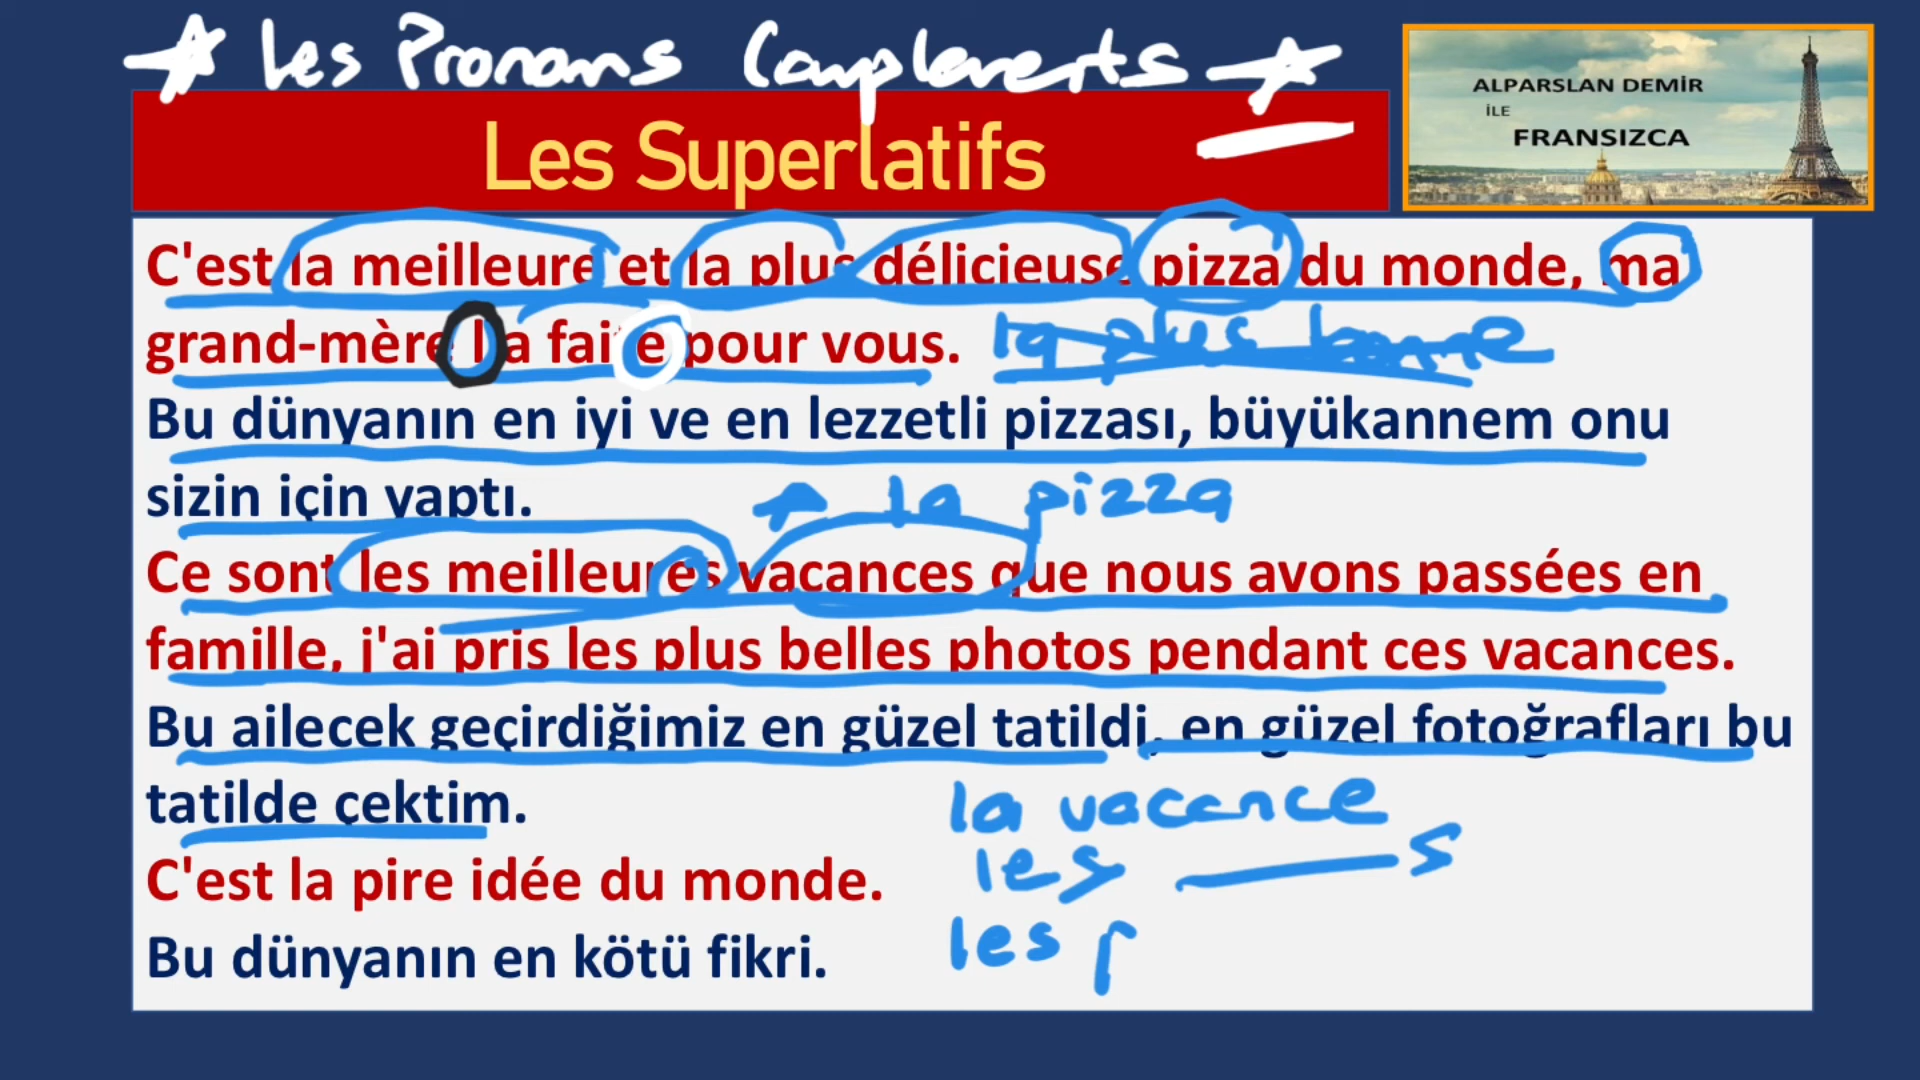 Les Pronoms Complements
ALPARSLAN DEMİR
İLE
FRANSIZCA
Les Superlatifs
C'est la meilleure et la plus délicieuse pizza du monde, ma
grand-mère l'a faite pour vous. la plus bonne
Bu dünyanın en iyi ve en lezzetli pizzası, büyükannem onu
sizin için yaptı. la pizza
Ce sont les meilleures vacances que nous avons passées en
famille, j'ai pris les plus belles photos pendant ces vacances.
Bu ailecek geçirdiğimiz en güzel tatildi, en güzel fotoğrafları bu
tatilde çektim. la vacance
les s
C'est la pire idée du monde.
les p
Bu dünyanın en kötü fikri.